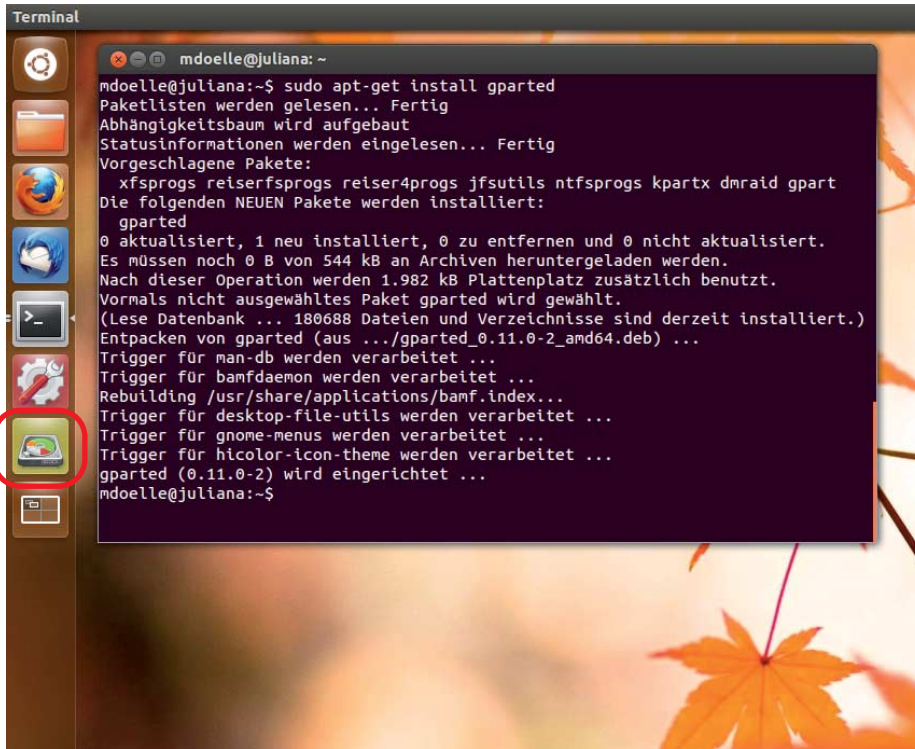 Terminal
mdoelle@juliana: ~
mdoelle@juliana:~$ sudo apt-get install gparted
Paketlisten werden gelesen... Fertig
Abhängigkeitsbaum wird aufgebaut
Statusinformationen werden eingelesen... Fertig
Vorgeschlagene Pakete:
  xfsprogs reiserfsprogs reiser4progs jfsutils ntfsprogs kpartx dmraid gpart
Die folgenden NEUEN Pakete werden installiert:
  gparted
0 aktualisiert, 1 neu installiert, 0 zu entfernen und 0 nicht aktualisiert.
Es müssen noch 0 B von 544 kB an Archiven heruntergeladen werden.
Nach dieser Operation werden 1.982 kB Plattenplatz zusätzlich benutzt.
Vormals nicht ausgewähltes Paket gparted wird gewählt.
(Lese Datenbank ... 180688 Dateien und Verzeichnisse sind derzeit installiert.)
Entpacken von gparted (aus .../gparted_0.11.0-2_amd64.deb) ...
Trigger für man-db werden verarbeitet ...
Trigger für bamfdaemon werden verarbeitet ...
Rebuilding /usr/share/applications/bamf.index...
Trigger für desktop-file-utils werden verarbeitet ...
Trigger für gnome-menus werden verarbeitet ...
Trigger für hicolor-icon-theme werden verarbeitet ...
gparted (0.11.0-2) wird eingerichtet ...
mdoelle@juliana:~$